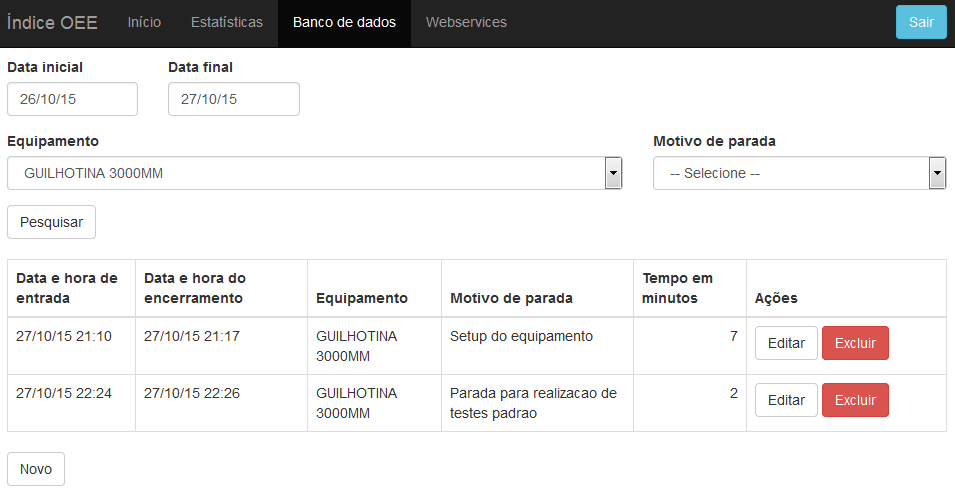 Índice OEE Início Estatísticas Banco de dados Webservices Sair
Data inicial Data final
26/10/15 27/10/15
Equipamento Motivo de parada
GUILHOTINA 3000MM -- Selecione --
Pesquisar
Data e hora de entrada Data e hora do encerramento Equipamento Motivo de parada Tempo em minutos Ações
27/10/15 21:10 27/10/15 21:17 GUILHOTINA 3000MM Setup do equipamento 7 Editar Excluir
27/10/15 22:24 27/10/15 22:26 GUILHOTINA 3000MM Parada para realizacao de testes padrao 2 Editar Excluir
Novo